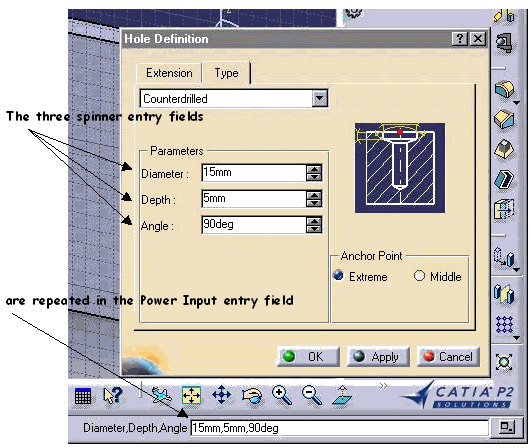 Hole Definition
? X
Extension Type
Counterdrilled
The three spinner entry fields
Parameters
Diameter : 15mm
Depth : 5mm
Angle : 90deg
Anchor Point
Extreme Middle
are repeated in the Power Input entry field
OK Apply Cancel
»
CATIA P2
SOLUTIONS
Diameter,Depth,Angle 15mm,5mm,90deg